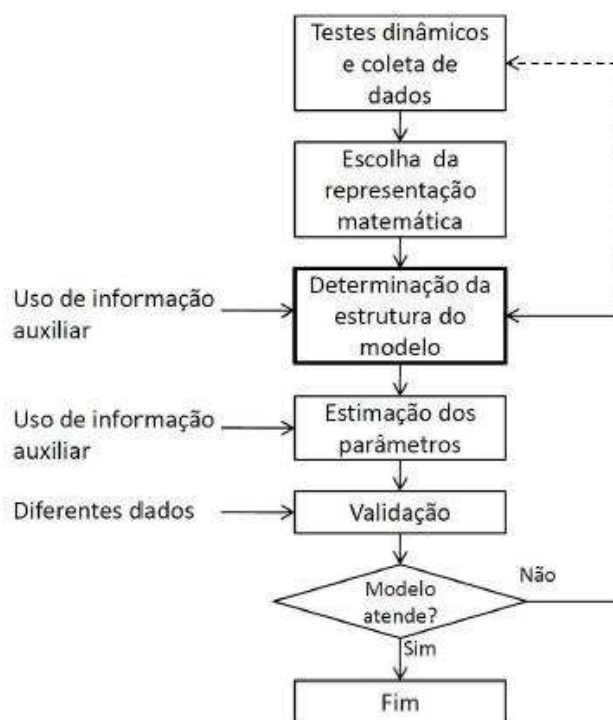 Testes dinâmicos
e coleta de
dados
Escolha da
representação
matemática
Uso de informação
auxiliar
Determinação da
estrutura do
modelo
Uso de informação
auxiliar
Estimação dos
parâmetros
Diferentes dados
Validação
Modelo
atende?
Não
Sim
Fim